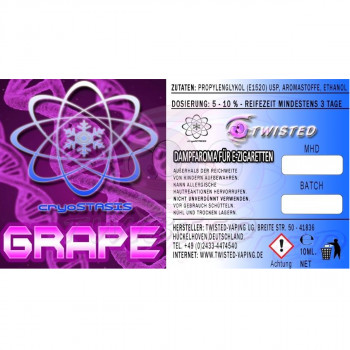 CRYOSTASIS
GRAPE
ZUTATEN: PROPYLENGLYKOL (E1520) USP, AROMASTOFFE, ETHANOL
DOSIERUNG: 5 - 10 % - REIFEZEIT MINDESTENS 3 TAGE
CRYOSTASIS
TWISTED
DAMPFAROMA FÜR E-ZIGARETTEN
MHD
AUßERHALB DER REICHWEITE
VON KINDERN AUFBEWAHREN.
KANN ALLERGISCHE
HAUTREAKTIONEN HERVORRUFEN.
NICHT UNVERDÜNNT VERWENDEN.
VOR GEBRAUCH SCHÜTTELN.
KÜHL UND TROCKEN LAGERN.
BATCH
HERSTELLER: TWISTED-VAPING UG, BREITE STR. 50 - 41836
HÜCKELHOVEN,DEUTSCHLAND.
TEL. +49 (0)2433-4474540
INTERNET: WWW.TWISTED-VAPING.DE
Achtung
10ML.
NET